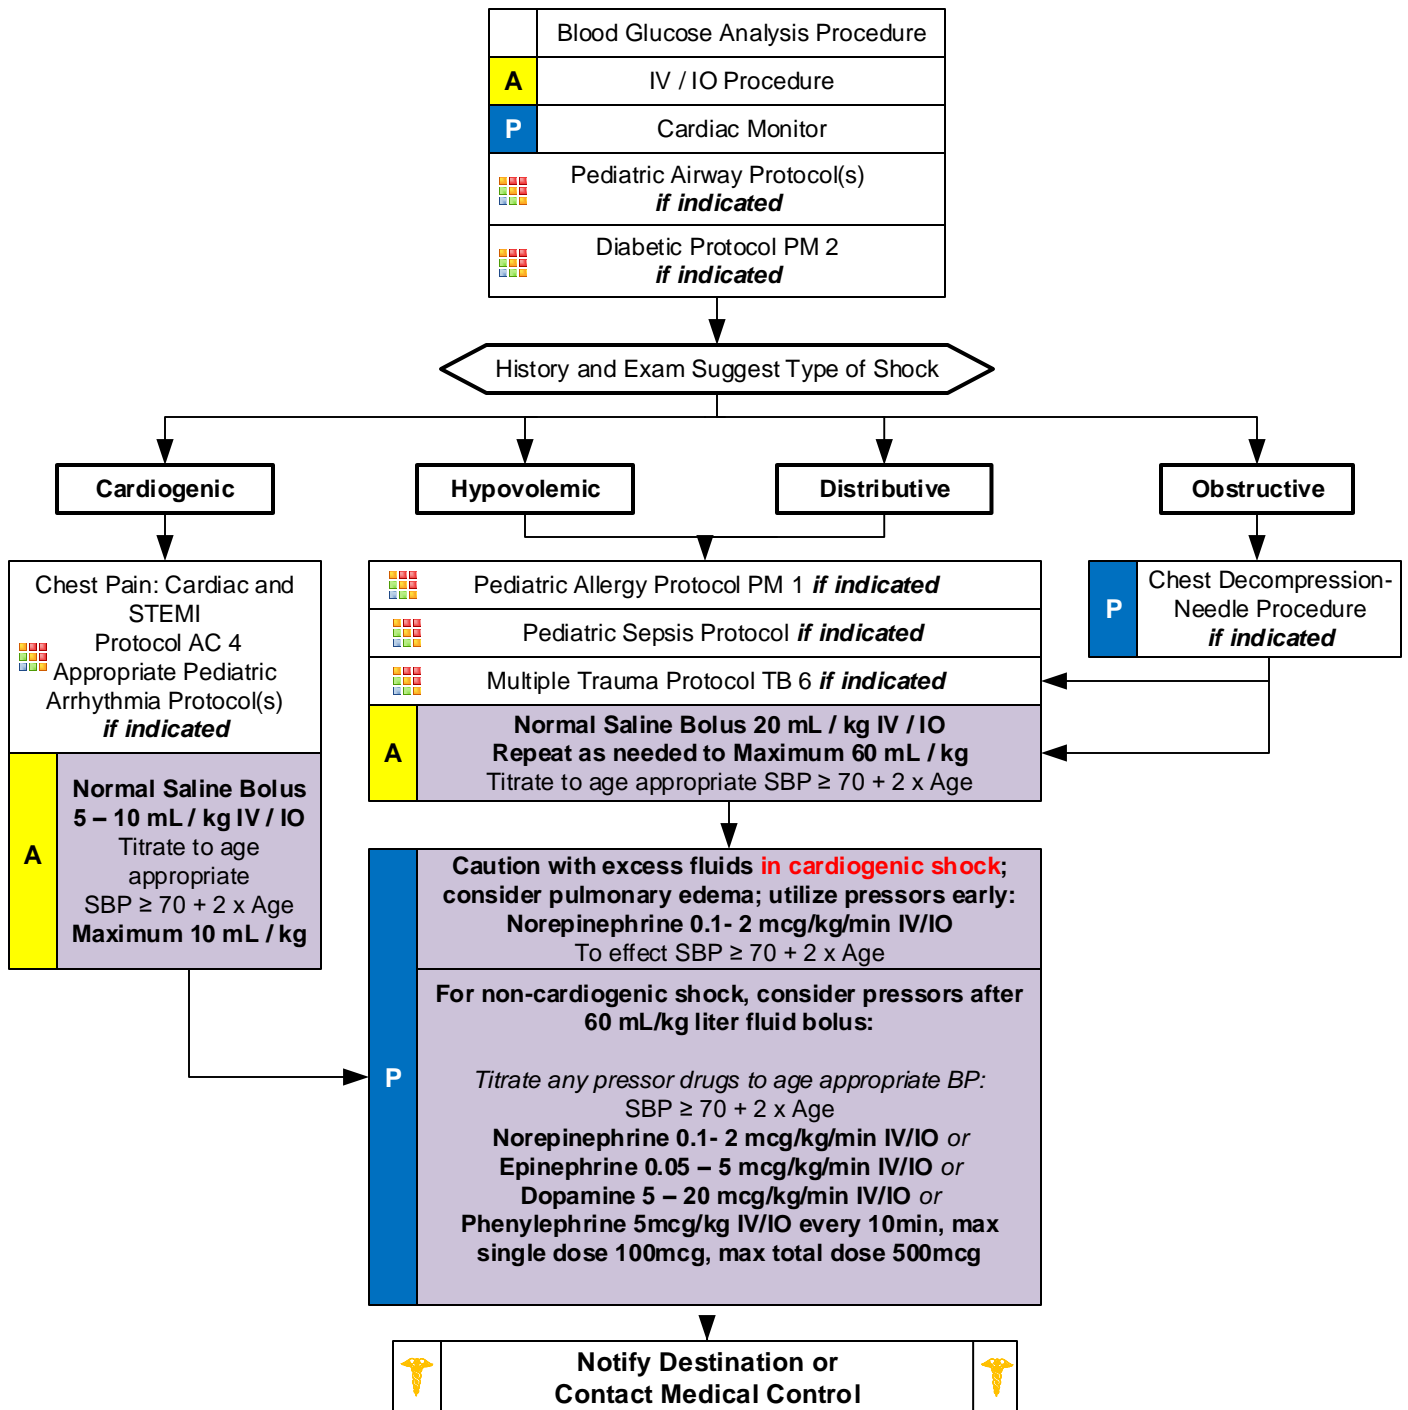 Blood Glucose Analysis Procedure
A
IV / IO Procedure
P
Cardiac Monitor
Pediatric Airway Protocol(s)
if indicated
Diabetic Protocol PM 2
if indicated
History and Exam Suggest Type of Shock
Cardiogenic
Hypovolemic
Distributive
Obstructive
Chest Pain: Cardiac and
STEMI
Protocol AC 4
Appropriate Pediatric
Arrhythmia Protocol(s)
if indicated
A
Normal Saline Bolus
5 – 10 mL / kg IV / IO
Titrate to age
appropriate
SBP ≥ 70 + 2 x Age
Maximum 10 mL / kg
Pediatric Allergy Protocol PM 1 if indicated
Pediatric Sepsis Protocol if indicated
Multiple Trauma Protocol TB 6 if indicated
A
Normal Saline Bolus 20 mL / kg IV / IO
Repeat as needed to Maximum 60 mL / kg
Titrate to age appropriate SBP ≥ 70 + 2 x Age
P
Chest Decompression-
Needle Procedure
if indicated
P
Caution with excess fluids in cardiogenic shock;
consider pulmonary edema; utilize pressors early:
Norepinephrine 0.1- 2 mcg/kg/min IV/IO
To effect SBP ≥ 70 + 2 x Age
For non-cardiogenic shock, consider pressors after
60 mL/kg liter fluid bolus:
Titrate any pressor drugs to age appropriate BP:
SBP ≥ 70 + 2 x Age
Norepinephrine 0.1- 2 mcg/kg/min IV/IO or
Epinephrine 0.05 – 5 mcg/kg/min IV/IO or
Dopamine 5 – 20 mcg/kg/min IV/IO or
Phenylephrine 5mcg/kg IV/IO every 10min, max
single dose 100mcg, max total dose 500mcg
Notify Destination or
Contact Medical Control